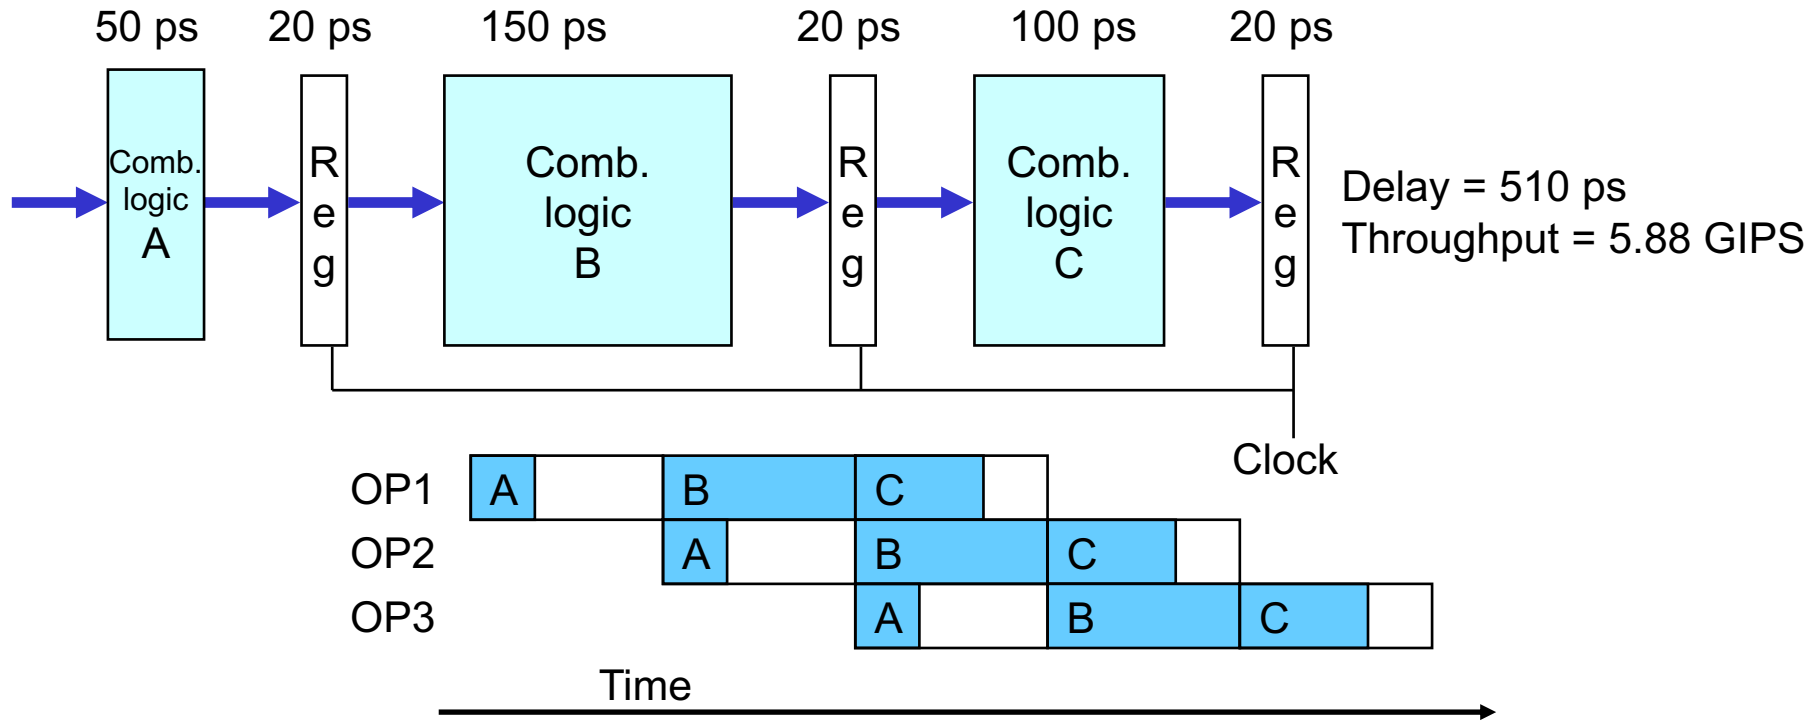 50 ps 20 ps 150 ps 20 ps 100 ps 20 ps
Comb.
logic
A
R
e
g
Comb.
logic
B
R
e
g
Comb.
logic
C
R
e
g
Delay = 510 ps
Throughput = 5.88 GIPS
Clock
OP1 A B C
OP2 A B C
OP3 A B C
Time